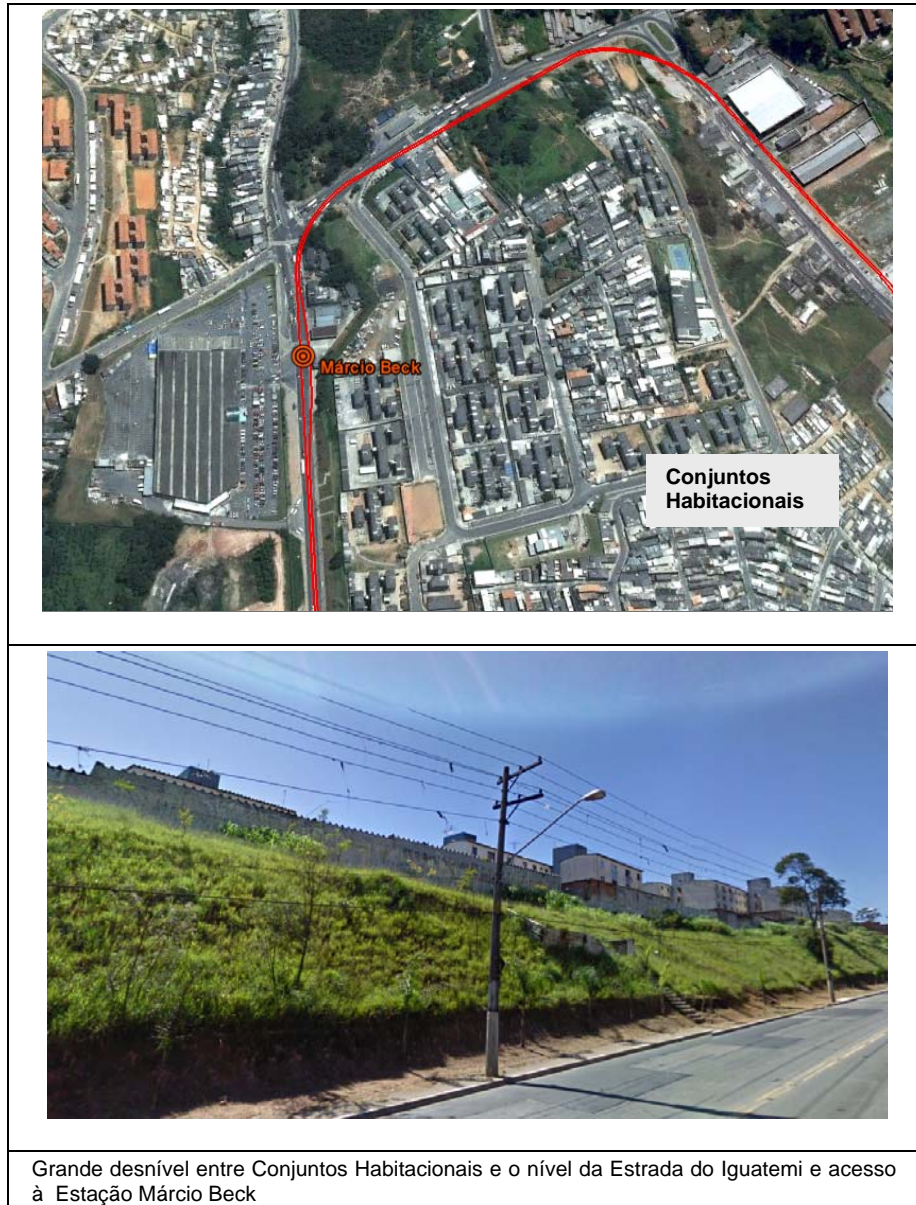 Márcio Beck
Conjuntos
Habitacionais
Grande desnível entre Conjuntos Habitacionais e o nível da Estrada do Iguatemi e acesso
à Estação Márcio Beck